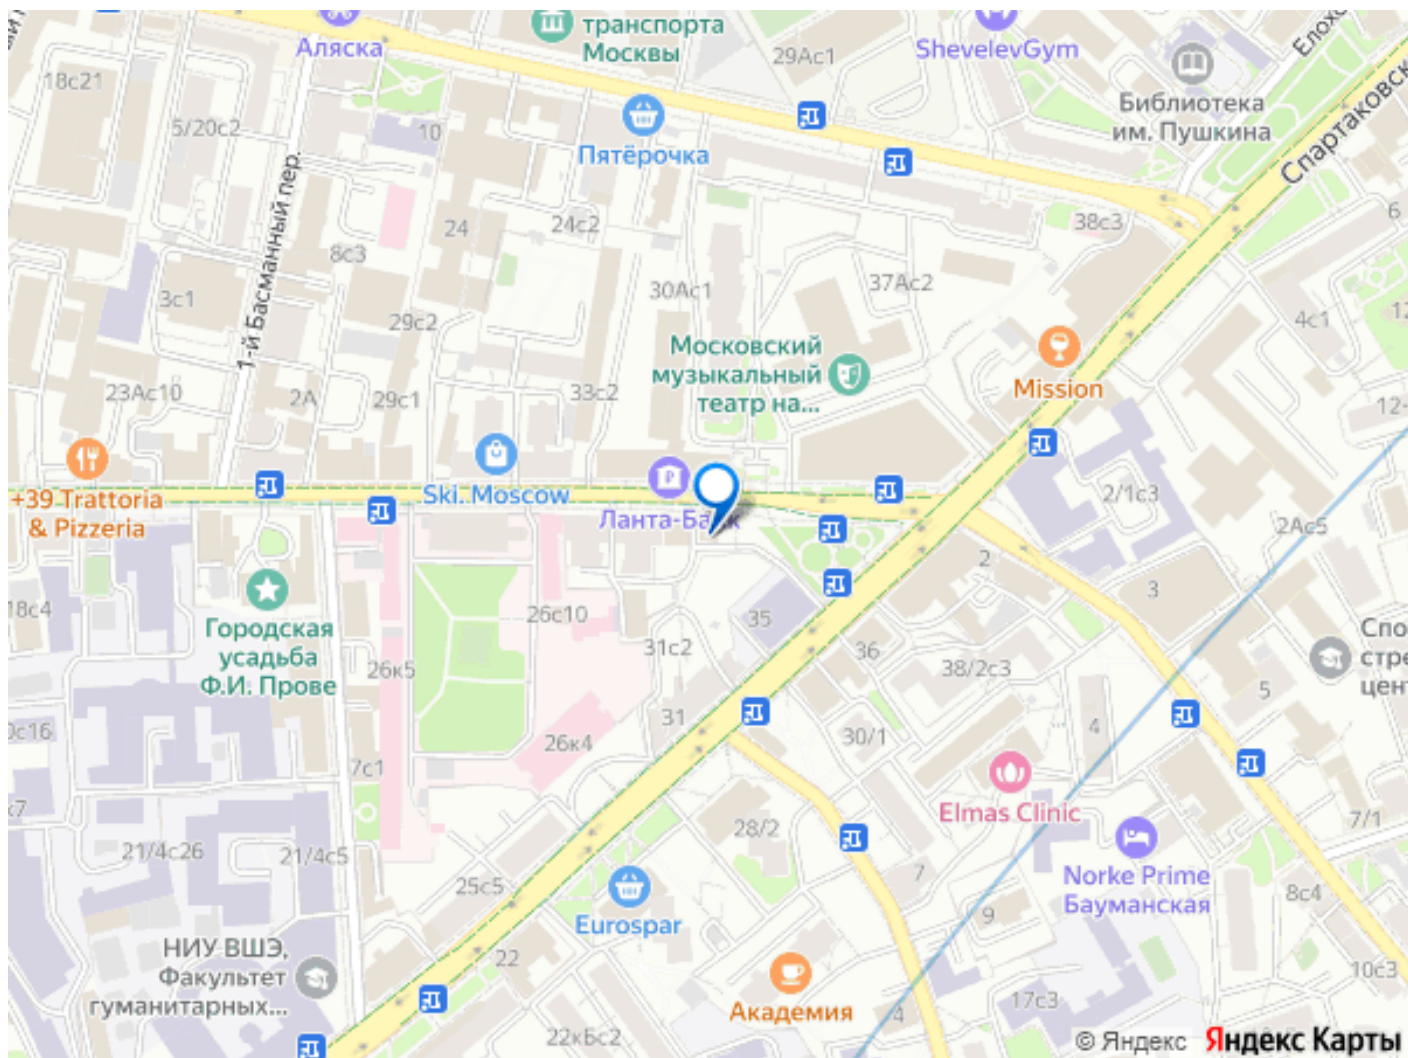 Аляска
транспорта
Москвы
29Ас1
ShevelevGym
Библиотека
им. Пушкина
Спартаковск
18с21
5/20с2
10
Пятёрочка
1-й Басманный пер.
24
24с2
38с3
6
8с3
3с1
30Ас1
37Ас2
29с2
4с1
Московский
музыкальный
театр на...
Mission
23Ас10
2А
29с1
33с2
+39 Trattoria
& Pizzeria
Ski. Moscow
Ланта-Банк
2/1с3
2Ас5
18с4
Городская
усадьба
Ф.И. Прове
26с10
35
2
3
31с2
36
38/2с3
26к5
5
31
4
30/1
26к4
7с1
Elmas Clinic
7/1
28/2
21/4с26
21/4с5
25с5
Eurospar
7
Norke Prime
Бауманская
8с4
9
НИУ ВШЭ,
Факультет
гуманитарных...
22
Академия
10с3
17с3
4
22кБс2
© Яндекс Яндекс Карты